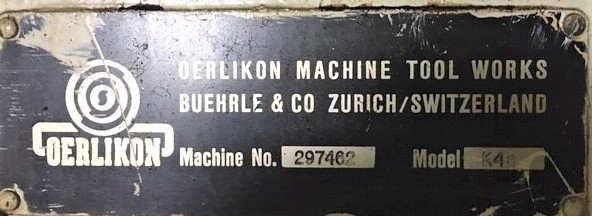 OERLIKON MACHINE TOOL WORKS
BUEHRLE & CO ZURICH/SWITZERLAND
OERLIKON
Machine No. 297462 Model